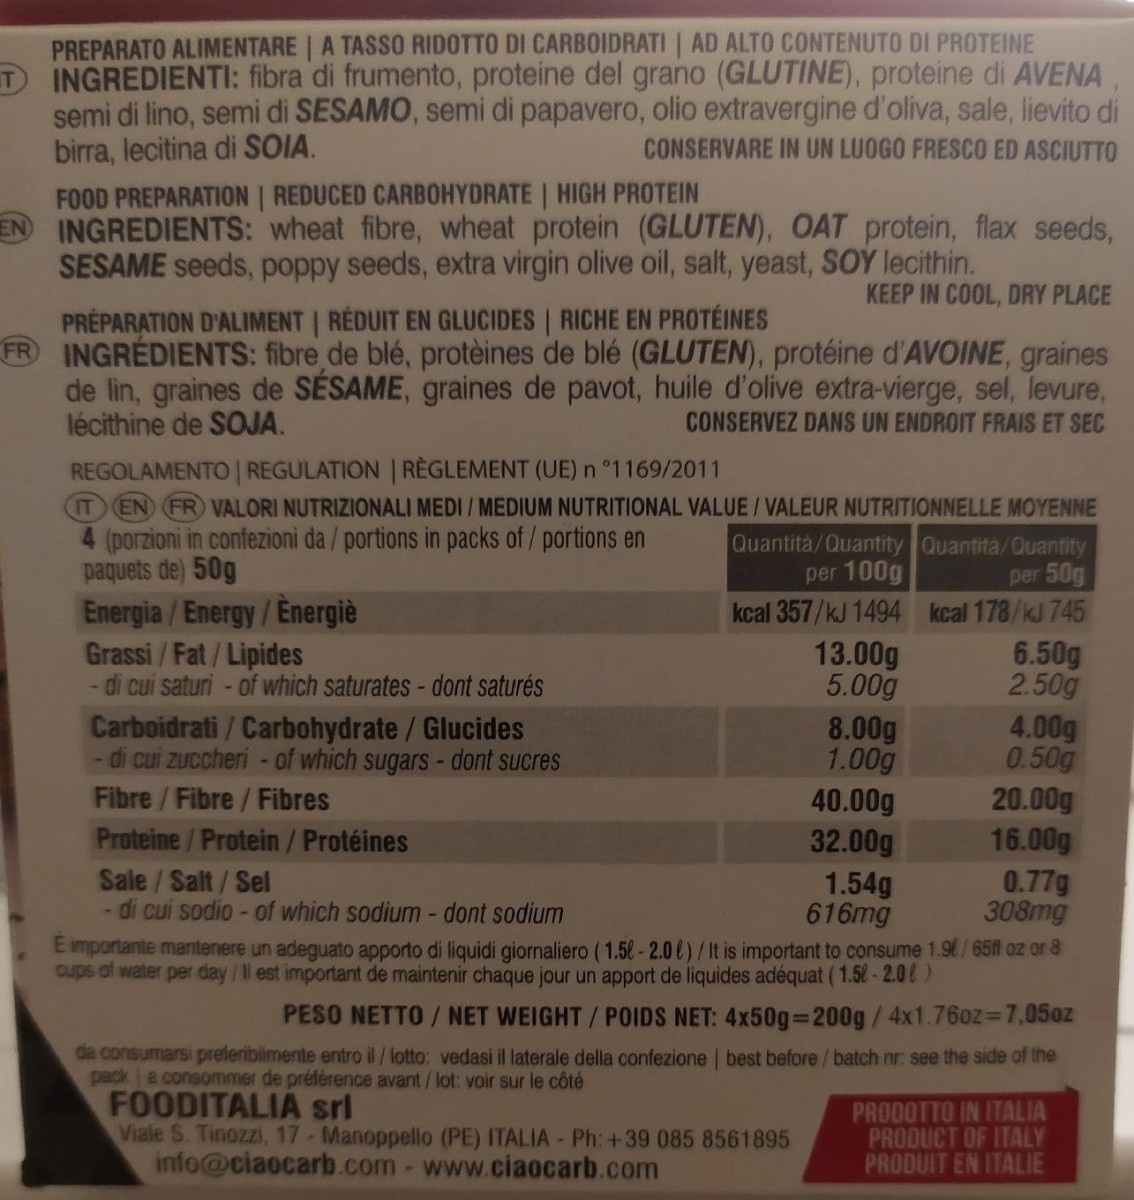 PREPARATO ALIMENTARE | A TASSO RIDOTTO DI CARBOIDRATI | AD ALTO CONTENUTO DI PROTEINE
IT INGREDIENTI: fibra di frumento, proteine del grano (GLUTINE), proteine di AVENA,
semi di lino, semi di SESAMO, semi di papavero, olio extravergine d'oliva, sale, lievito di
birra, lecitina di SOIA. CONSERVARE IN UN LUOGO FRESCO ED ASCIUTTO
FOOD PREPARATION | REDUCED CARBOHYDRATE | HIGH PROTEIN
EN INGREDIENTS: wheat fibre, wheat protein (GLUTEN), OAT protein, flax seeds,
SESAME seeds, poppy seeds, extra virgin olive oil, salt, yeast, SOY lecithin.
KEEP IN COOL, DRY PLACE
PRÉPARATION D'ALIMENT | RÉDUIT EN GLUCIDES | RICHE EN PROTÉINES
FR INGRÉDIENTS: fibre de blé, protèines de blé (GLUTEN), protéine d'AVOINE, graines
de lin, graines de SÉSAME, graines de pavot, huile d'olive extra-vierge, sel, levure,
lécithine de SOJA. CONSERVEZ DANS UN ENDROIT FRAIS ET SEC
REGOLAMENTO | REGULATION | RÈGLEMENT (UE) n °1169/2011
IT EN FR VALORI NUTRIZIONALI MEDI / MEDIUM NUTRITIONAL VALUE / VALEUR NUTRITIONNELLE MOYENNE
4 (porzioni in confezioni da / portions in packs of / portions en
paquets de) 50g
Quantità/Quantity per 100g
Quantita/Quantity per 50g
Energia / Energy / Ènergiè kcal 357/kJ 1494 kcal 178/kJ 745
Grassi / Fat / Lipides 13.00g 6.50g
- di cui saturi - of which saturates - dont saturés 5.00g 2.50g
Carboidrati / Carbohydrate / Glucides 8.00g 4.00g
- di cui zuccheri - of which sugars - dont sucres 1.00g 0.50g
Fibre / Fibre / Fibres 40.00g 20.00g
Proteine / Protein / Protéines 32.00g 16.00g
Sale / Salt / Sel 1.54g 0.77g
- di cui sodio - of which sodium - dont sodium 616mg 308mg
È importante mantenere un adeguato apporto di liquidi giornaliero ( 1.5ℓ - 2.0 ℓ ) / It is important to consume 1.9ℓ / 65fl oz or 8
cups of water per day / Il est important de maintenir chaque jour un apport de liquides adéquat ( 1.5ℓ - 2.0 ℓ )
PESO NETTO / NET WEIGHT / POIDS NET: 4x50g=200g / 4x1.76oz=7,05oz
da consumarsi preferibilmente entro il / lotto: vedasi il laterale della confezione | best before / batch nr: see the side of the
pack | a consommer de préférence avant / lot: voir sur le côté
FOODITALIA srl
Viale S. Tinozzi, 17 - Manoppello (PE) ITALIA - Ph: +39 085 8561895
info@ciaocarb.com - www.ciaocarb.com
PRODOTTO IN ITALIA
PRODUCT OF ITALY
PRODUIT EN ITALIE